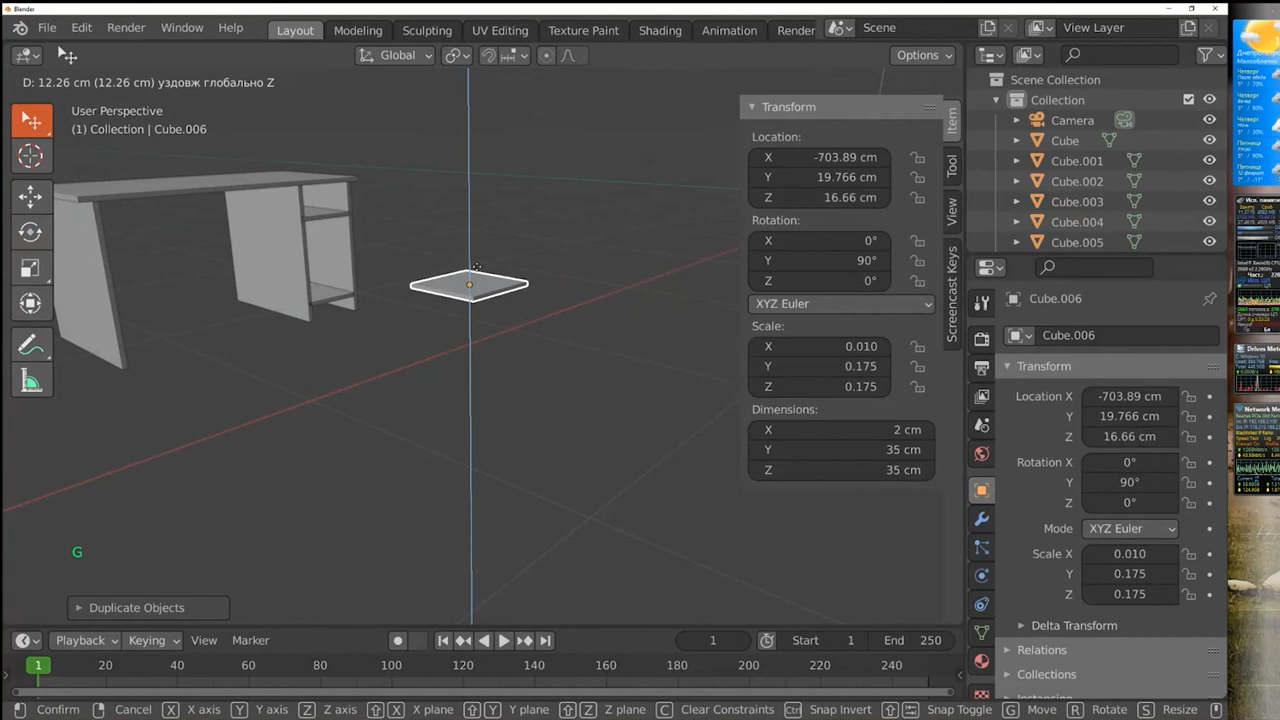 Blender
File Edit Render Window Help Layout Modeling Sculpting UV Editing Texture Paint Shading Animation Render Scene View Layer
Global Options
D: 12.26 cm (12.26 cm) уздовж глобально Z
User Perspective
(1) Collection | Cube.006
Transform
Location:
X -703.89 cm
Y 19.766 cm
Z 16.66 cm
Rotation:
X 0°
Y 90°
Z 0°
XYZ Euler
Scale:
X 0.010
Y 0.175
Z 0.175
Dimensions:
X 2 cm
Y 35 cm
Z 35 cm
Item
Tool
View
Screencast Keys
Scene Collection
Collection
Camera
Cube
Cube.001
Cube.002
Cube.003
Cube.004
Cube.005
Cube.006
Cube.006
Transform
Location X -703.89 cm
Y 19.766 cm
Z 16.66 cm
Rotation X 0°
Y 90°
Z 0°
Mode XYZ Euler
Scale X 0.010
Y 0.175
Z 0.175
Delta Transform
Relations
Collections
G
Duplicate Objects
Playback Keying View Marker 1 Start 1 End 250
1 20 40 60 80 100 120 140 160 180 200 220 240
Confirm Cancel X X axis Y Y axis Z Z axis X X plane Y Y plane Z Z plane C Clear Constraints Ctrl Snap Invert Snap Toggle G Move R Rotate S Resize